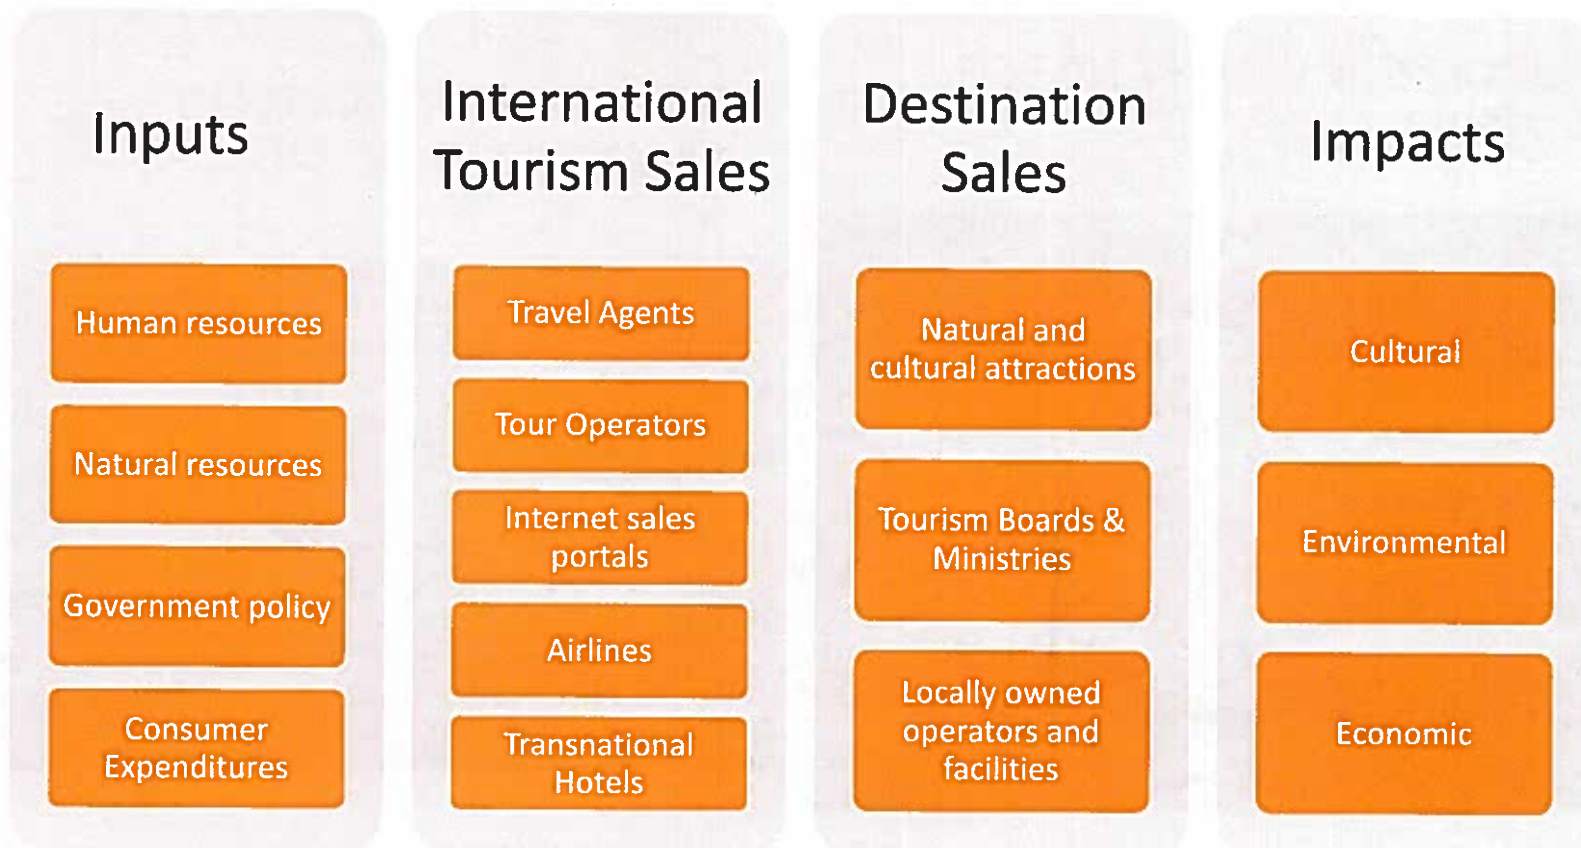 Inputs
Human resources
Natural resources
Government policy
Consumer
Expenditures
International
Tourism Sales
Travel Agents
Tour Operators
Internet sales
portals
Airlines
Transnational
Hotels
Destination
Sales
Natural and
cultural attractions
Tourism Boards &
Ministries
Locally owned
operators and
facilities
Impacts
Cultural
Environmental
Economic